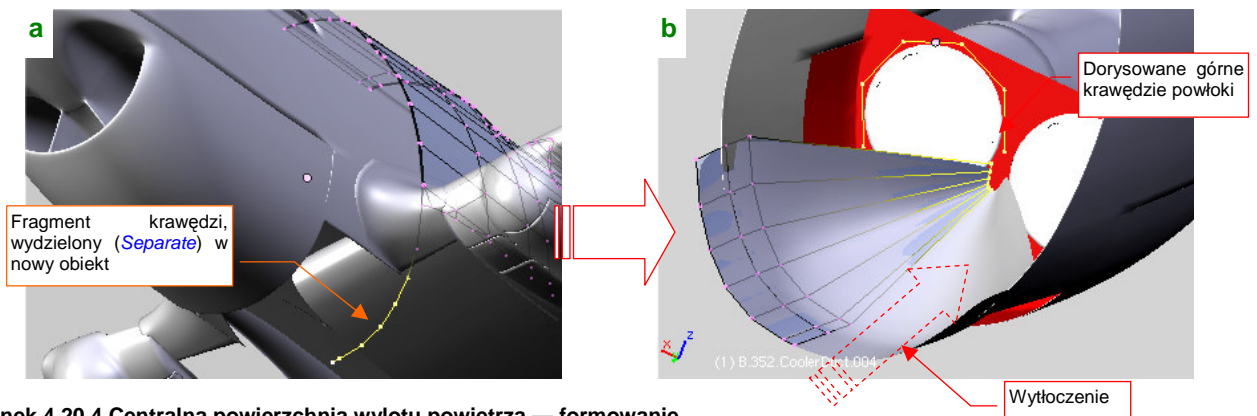 a
b
Dorysowane górne
krawędzie powłoki
Fragment krawędzi,
wydzielony (Separate) w
nowy obiekt
x
z
(1) B.352.CoolerDuct.004
Wytłoczenie
nek 4.20.4 Centralna powierzchnia wylotu powietrza — formowanie